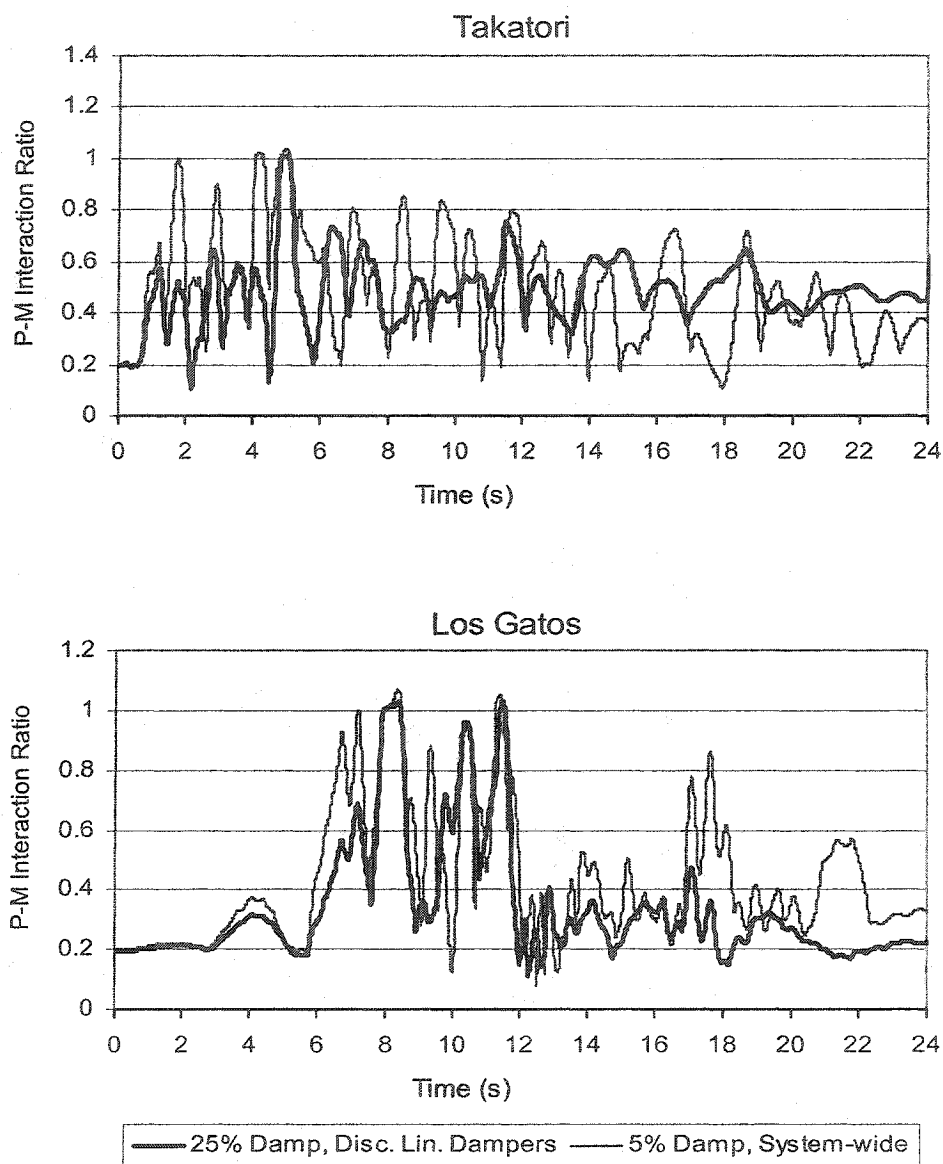 Takatori
P-M Interaction Ratio
1.4
1.2
1
0.8
0.6
0.4
0.2
0
0 2 4 6 8 10 12 14 16 18 20 22 24
Time (s)
Los Gatos
P-M Interaction Ratio
1.2
1
0.8
0.6
0.4
0.2
0
0 2 4 6 8 10 12 14 16 18 20 22 24
Time (s)
25% Damp, Disc. Lin. Dampers 5% Damp, System-wide